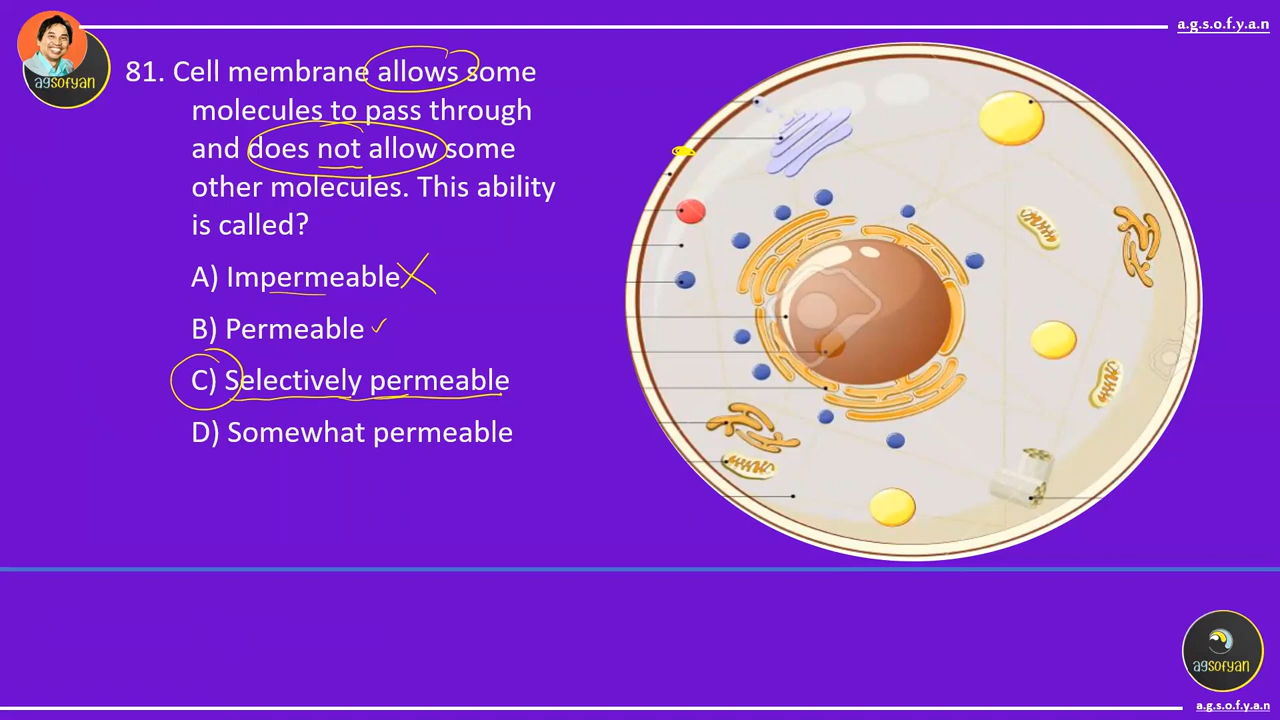 a.g.s.o.f.y.a.n
agsofyan
81. Cell membrane allows some
molecules to pass through
and does not allow some
other molecules. This ability
is called?
A) Impermeable
B) Permeable
C) Selectively permeable
D) Somewhat permeable
agsofyan
a.g.s.o.f.y.a.n